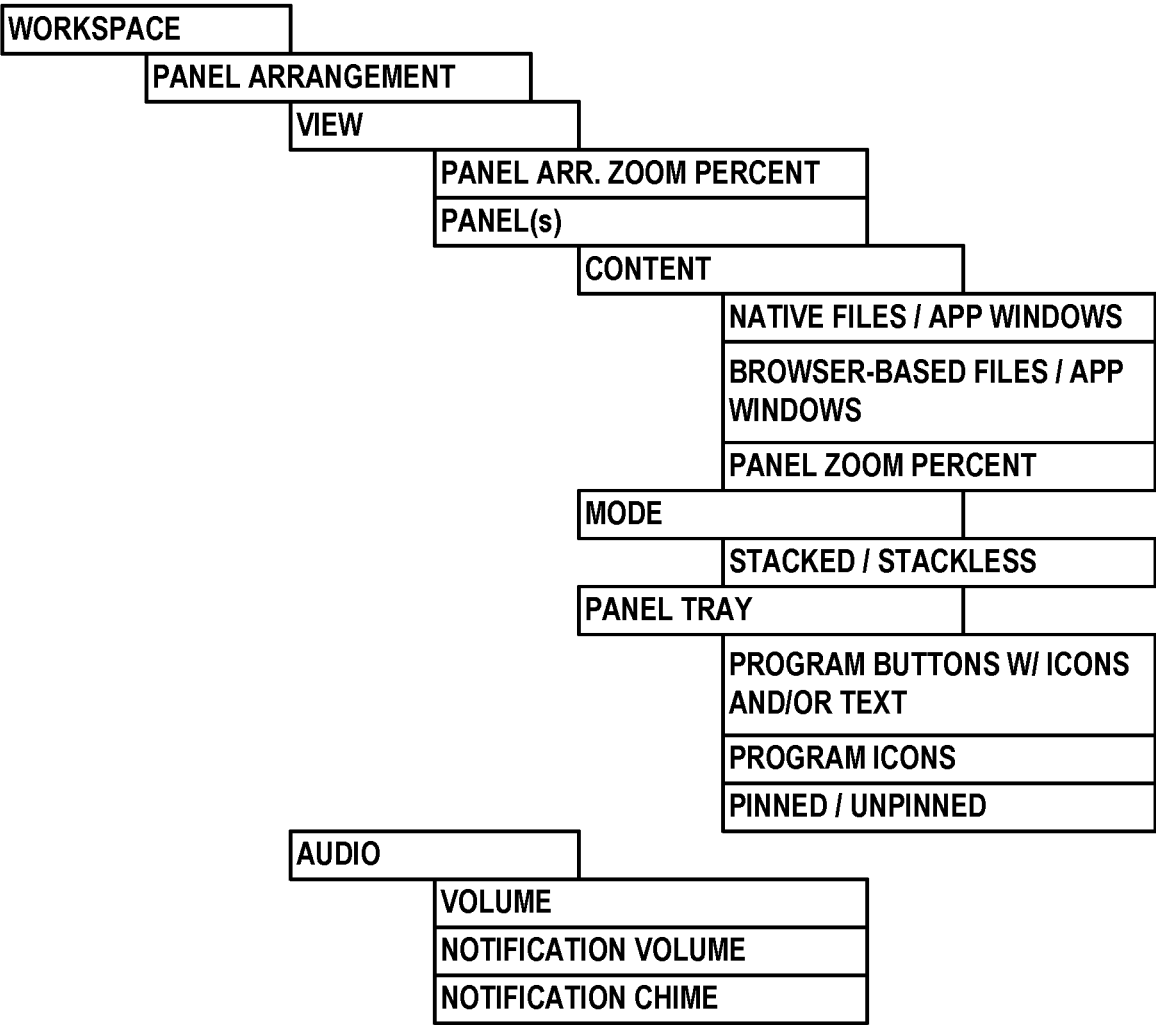 WORKSPACE
PANEL ARRANGEMENT
VIEW
PANEL ARR. ZOOM PERCENT
PANEL(s)
CONTENT
NATIVE FILES / APP WINDOWS
BROWSER-BASED FILES / APP
WINDOWS
PANEL ZOOM PERCENT
MODE
STACKED / STACKLESS
PANEL TRAY
PROGRAM BUTTONS W/ ICONS
AND/OR TEXT
PROGRAM ICONS
PINNED / UNPINNED
AUDIO
VOLUME
NOTIFICATION VOLUME
NOTIFICATION CHIME